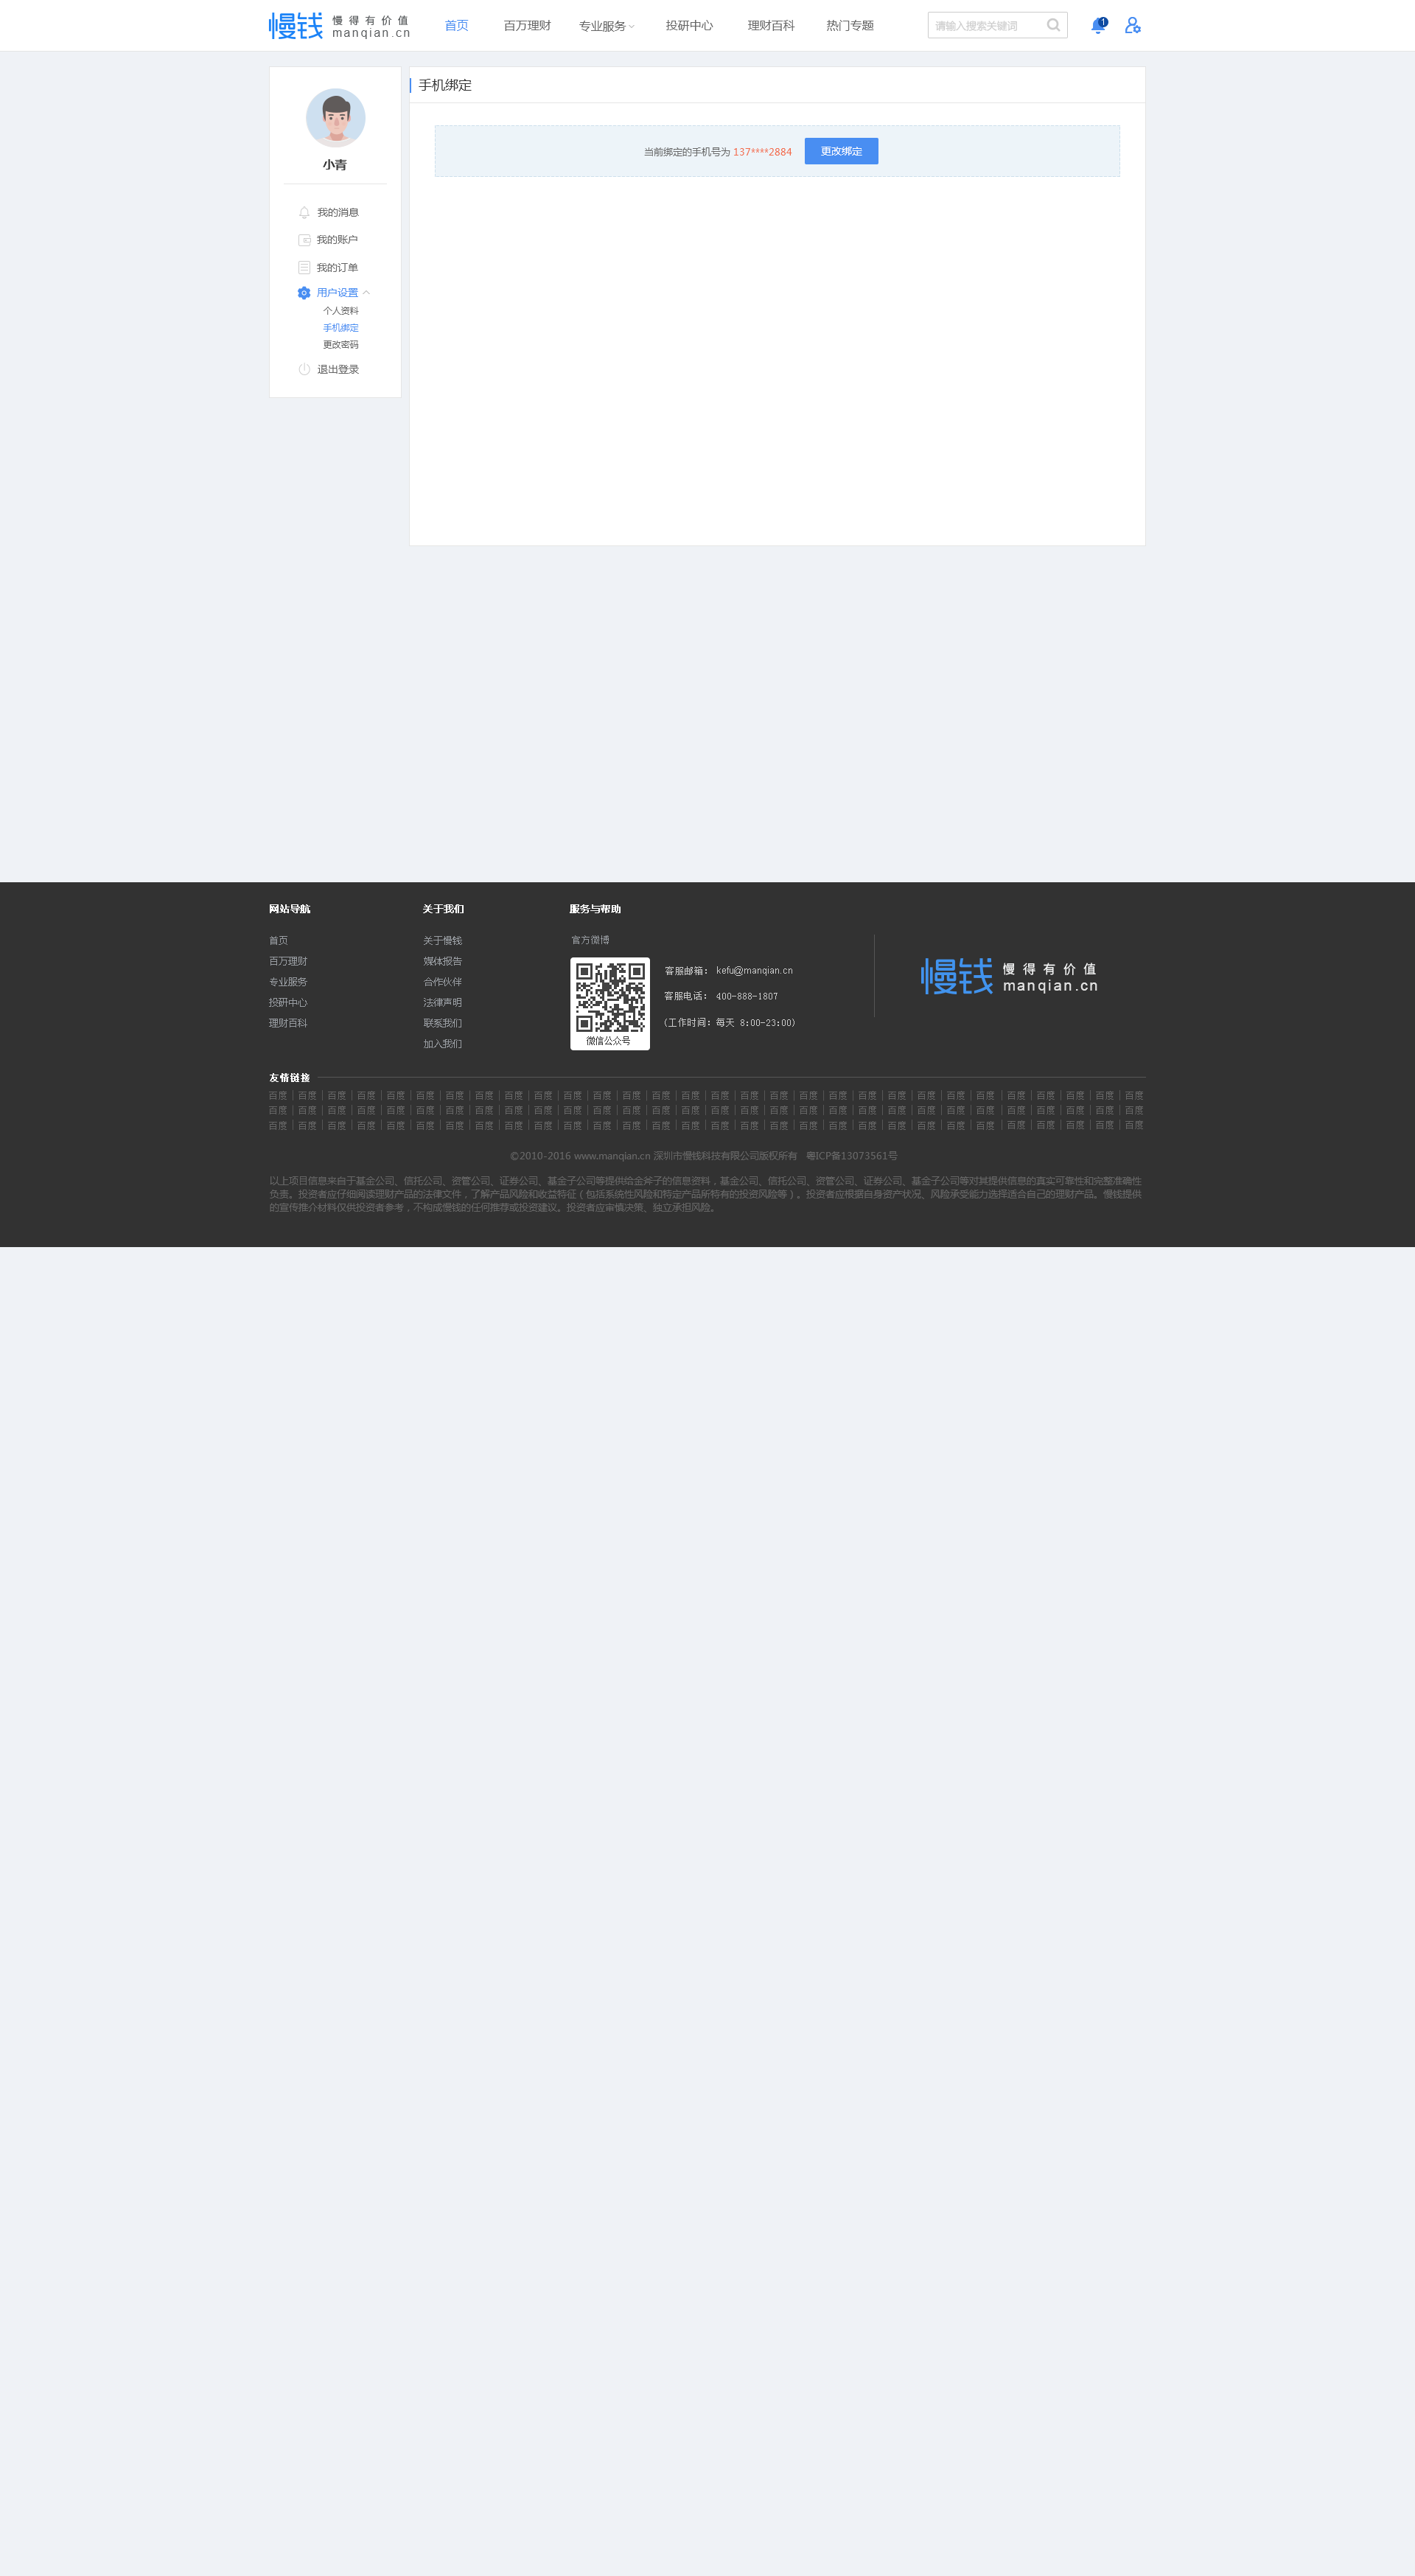 慢钱 慢得有价值 manqian.cn 首页 百万理财 专业服务 投研中心 理财百科 热门专题 请输入搜索关键词 1
手机绑定
当前绑定的手机号为 137****2884 更改绑定
小青
我的消息
我的账户
我的订单
用户设置
个人资料
手机绑定
更改密码
退出登录
网站导航
首页
百万理财
专业服务
投研中心
理财百科
关于我们
关于慢钱
媒体报告
合作伙伴
法律声明
联系我们
加入我们
服务与帮助
官方微博
微信公众号
客服邮箱: kefu@manqian.cn
客服电话: 400-888-1807
(工作时间: 每天 8:00-23:00)
慢钱 慢得有价值 manqian.cn
友情链接
百度 | 百度 | 百度 | 百度 | 百度 | 百度 | 百度 | 百度 | 百度 | 百度 | 百度 | 百度 | 百度 | 百度 | 百度 | 百度 | 百度 | 百度 | 百度 | 百度 | 百度 | 百度 | 百度 | 百度 | 百度 | 百度 | 百度 | 百度 | 百度 | 百度
百度 | 百度 | 百度 | 百度 | 百度 | 百度 | 百度 | 百度 | 百度 | 百度 | 百度 | 百度 | 百度 | 百度 | 百度 | 百度 | 百度 | 百度 | 百度 | 百度 | 百度 | 百度 | 百度 | 百度 | 百度 | 百度 | 百度 | 百度 | 百度 | 百度
百度 | 百度 | 百度 | 百度 | 百度 | 百度 | 百度 | 百度 | 百度 | 百度 | 百度 | 百度 | 百度 | 百度 | 百度 | 百度 | 百度 | 百度 | 百度 | 百度 | 百度 | 百度 | 百度 | 百度 | 百度 | 百度 | 百度 | 百度 | 百度 | 百度
©2010-2016 www.manqian.cn 深圳市慢钱科技有限公司版权所有 粤ICP备13073561号
以上项目信息来自于基金公司、信托公司、资管公司、证券公司、基金子公司等提供给金斧子的信息资料，基金公司、信托公司、资管公司、证券公司、基金子公司等对其提供信息的真实可靠性和完整准确性
负责。投资者应仔细阅读理财产品的法律文件，了解产品风险和收益特征（包括系统性风险和特定产品所特有的投资风险等）。投资者应根据自身资产状况、风险承受能力选择适合自己的理财产品。慢钱提供
的宣传推介材料仅供投资者参考，不构成慢钱的任何推荐或投资建议。投资者应审慎决策、独立承担风险。